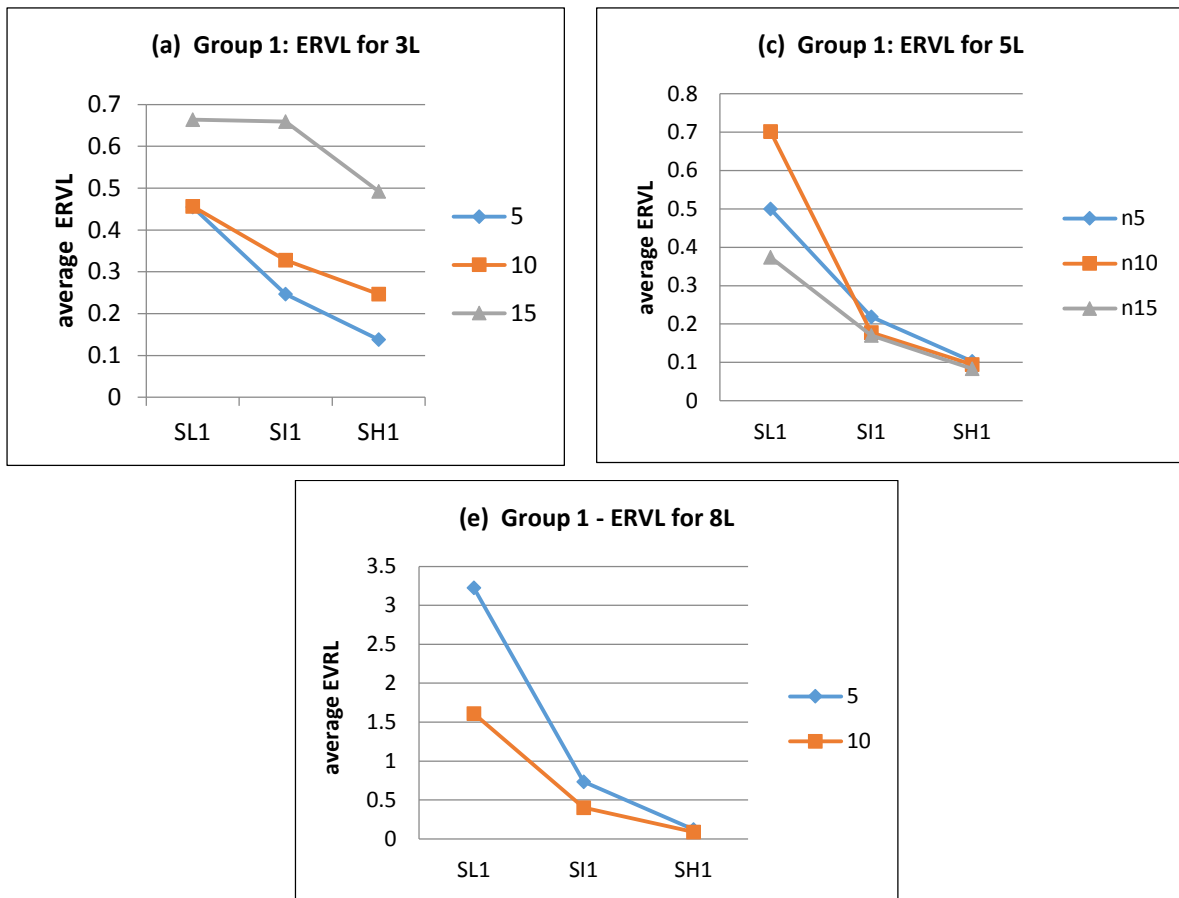 (a)  Group 1: ERVL for 3L
average  ERVL
0.7
0.6
0.5
0.4
0.3
0.2
0.1
0
SL1
SI1
SH1
5
10
15
(c)  Group 1: ERVL for 5L
average ERVL
0.8
0.7
0.6
0.5
0.4
0.3
0.2
0.1
0
SL1
SI1
SH1
n5
n10
n15
(e)  Group 1 - ERVL for 8L
average EVRL
3.5
3
2.5
2
1.5
1
0.5
0
SL1
SI1
SH1
5
10